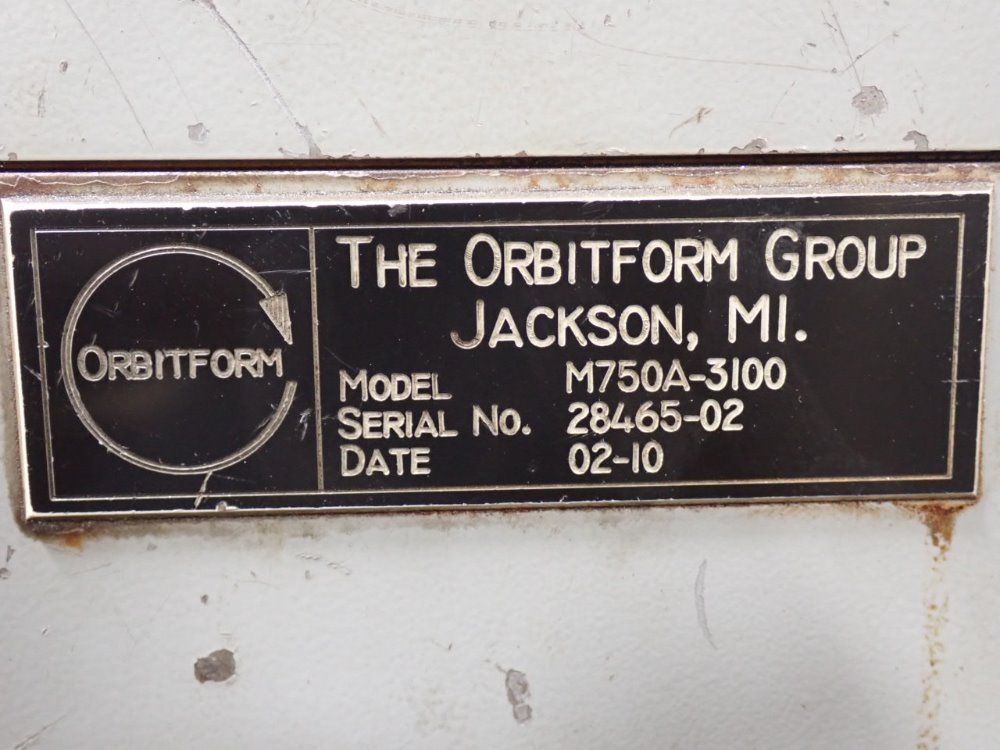 ORBITFORM
THE ORBITFORM GROUP
JACKSON, MI.
MODEL M750A-3100
SERIAL NO. 28465-02
DATE 02-10